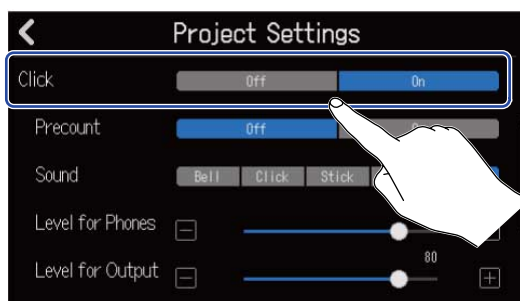 Project Settings
Click Off On
Precount Off
Sound Bell Click Stick
Level for Phones
Level for Output 80